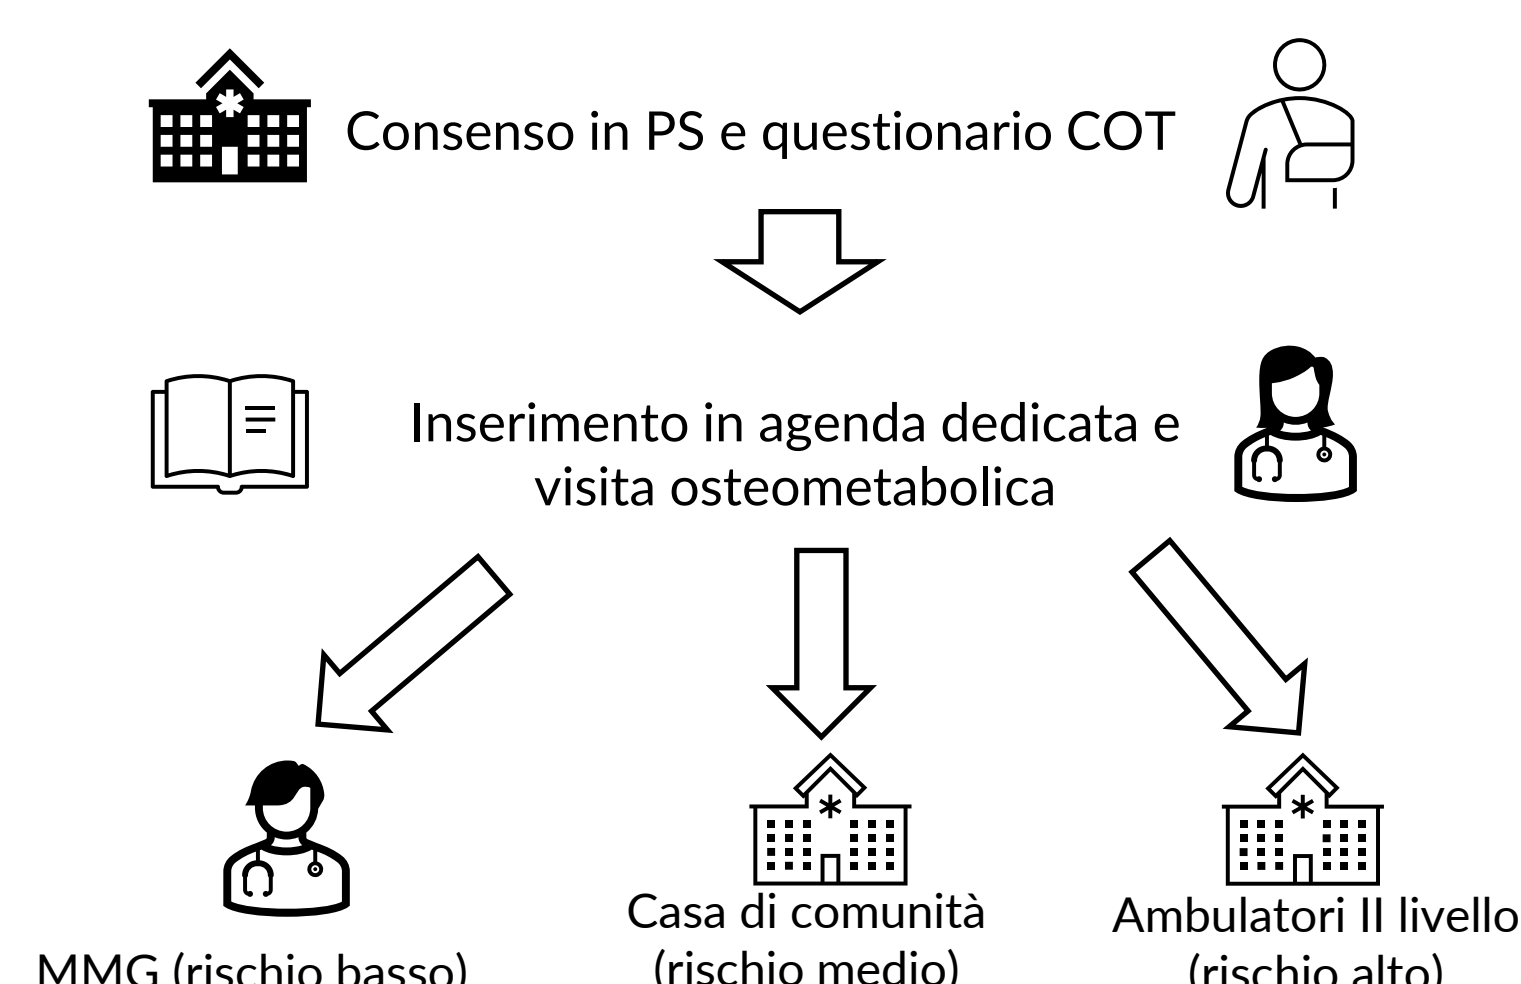 Consenso in PS e questionario COT
Inserimento in agenda dedicata e
visita osteometabolica
Casa di comunità
Ambulatori II livello
MMG (rischio basso)
(rischio medio)
(rischio alto)